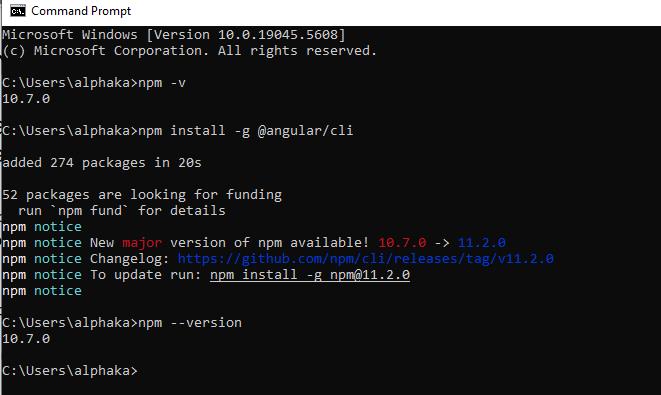 Command Prompt
Microsoft Windows [Version 10.0.19045.5608]
(c) Microsoft Corporation. All rights reserved.
C:\Users\alphaka>npm -v
10.7.0
C:\Users\alphaka>npm install -g @angular/cli
added 274 packages in 20s
52 packages are looking for funding
  run `npm fund` for details
npm notice
npm notice New major version of npm available! 10.7.0 -> 11.2.0
npm notice Changelog: https://github.com/npm/cli/releases/tag/v11.2.0
npm notice To update run: npm install -g npm@11.2.0
npm notice
C:\Users\alphaka>npm --version
10.7.0
C:\Users\alphaka>